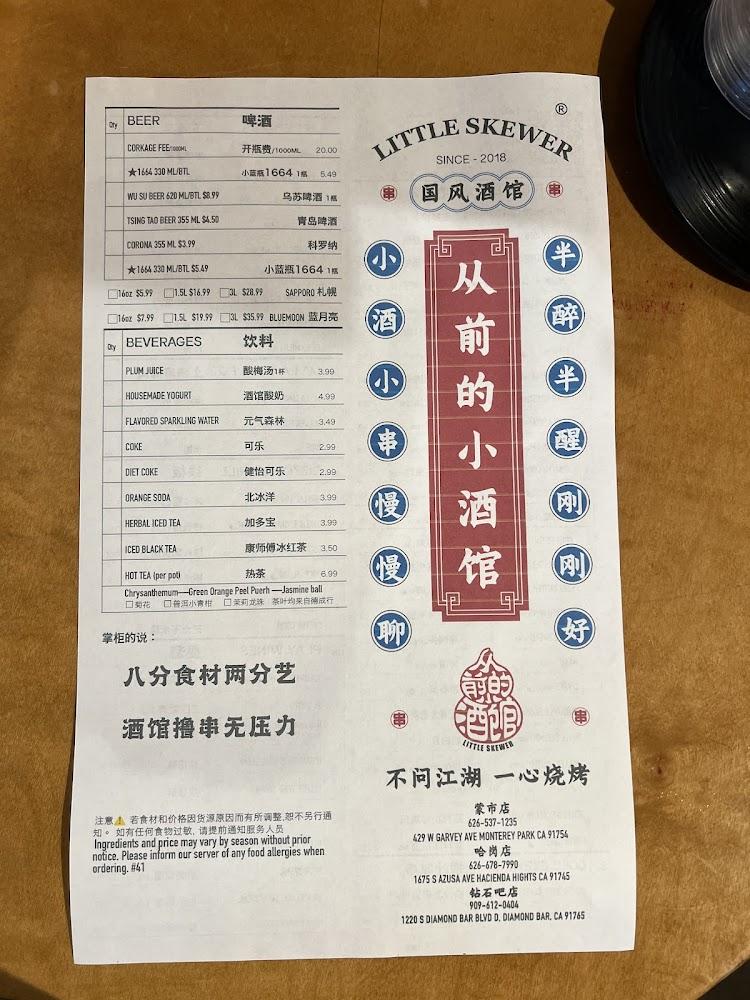 Qty BEER 啤酒
CORKAGE FEE/1000ML 开瓶费/1000ML 20.00
★1664 330 ML/BTL 小蓝瓶1664 1瓶 5.49
WU SU BEER 620 ML/BTL $8.99 乌苏啤酒 1瓶
TSING TAO BEER 355 ML $4.50 青岛啤酒
CORONA 355 ML $3.99 科罗纳
★1664 330 ML/BTL $5.49 小蓝瓶1664 1瓶
□16oz $5.99 □1.5L $16.99 □3L $28.99 SAPPORO 札幌
□16oz $7.99 □1.5L $19.99 □3L $35.99 BLUEMOON 蓝月亮
Qty BEVERAGES 饮料
PLUM JUICE 酸梅汤1杯 3.99
HOUSEMADE YOGURT 酒馆酸奶 4.99
FLAVORED SPARKLING WATER 元气森林 3.49
COKE 可乐 2.99
DIET COKE 健怡可乐 2.99
ORANGE SODA 北冰洋 3.99
HERBAL ICED TEA 加多宝 3.99
ICED BLACK TEA 康师傅冰红茶 3.50
HOT TEA (per pot) 热茶 6.99
Chrysanthemum—Green Orange Peel Puerh —Jasmine ball
□菊花 □普洱小青柑 □茉莉龙珠 茶叶均来自德成行
掌柜的说：
八分食材两分艺
酒馆撸串无压力
注意⚠ 若食材和价格因货源原因而有所调整,恕不另行通
知。 如有任何食物过敏, 请提前通知服务人员
Ingredients and price may vary by season without prior
notice. Please inform our server of any food allergies when
ordering. #41
®
LITTLE SKEWER
SINCE - 2018
串 国风酒馆 串
小酒小串慢慢聊
从前的小酒馆
半醉半醒刚刚好
从前的酒馆
LITTLE SKEWER
串 串
不问江湖 一心烧烤
蒙市店
626-537-1235
429 W GARVEY AVE MONTEREY PARK CA 91754
哈岗店
626-678-7990
1675 S AZUSA AVE HACIENDA HIGHTS CA 91745
钻石吧店
909-612-0404
1220 S DIAMOND BAR BLVD D, DIAMOND BAR, CA 91765